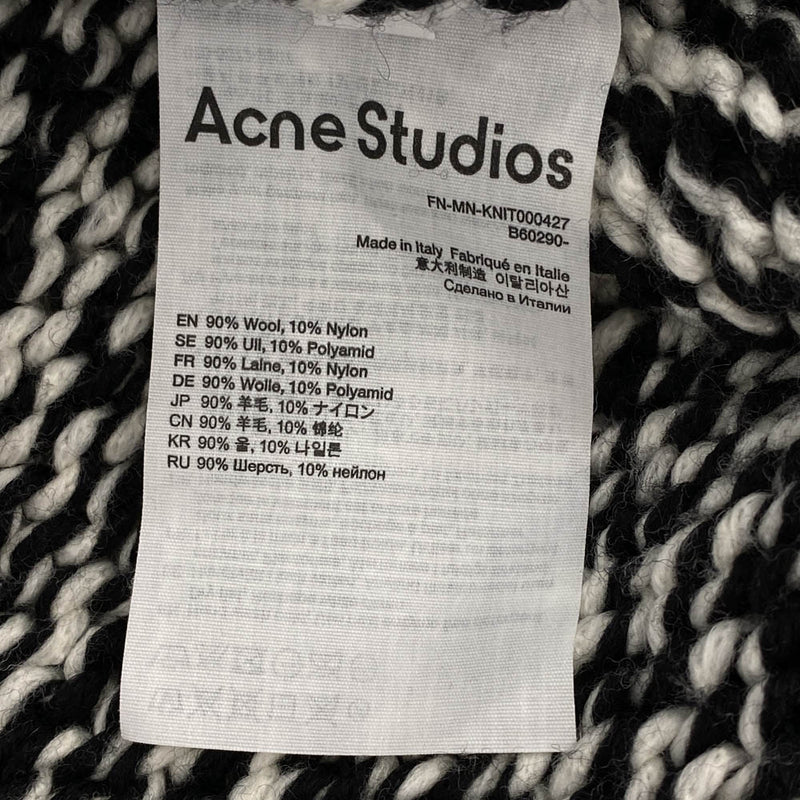 Acne Studios
FN-MN-KNIT000427
B60290-
Made in Italy Fabriqué en Italie
意大利制造 이탈리아산
Сделано в Италии
EN 90% Wool, 10% Nylon
SE 90% Ull, 10% Polyamid
FR 90% Laine, 10% Nylon
DE 90% Wolle, 10% Polyamid
JP 90% 羊毛, 10% ナイロン
CN 90% 羊毛, 10% 锦纶
KR 90% 울, 10% 나일론
RU 90% Шерсть, 10% нейлон